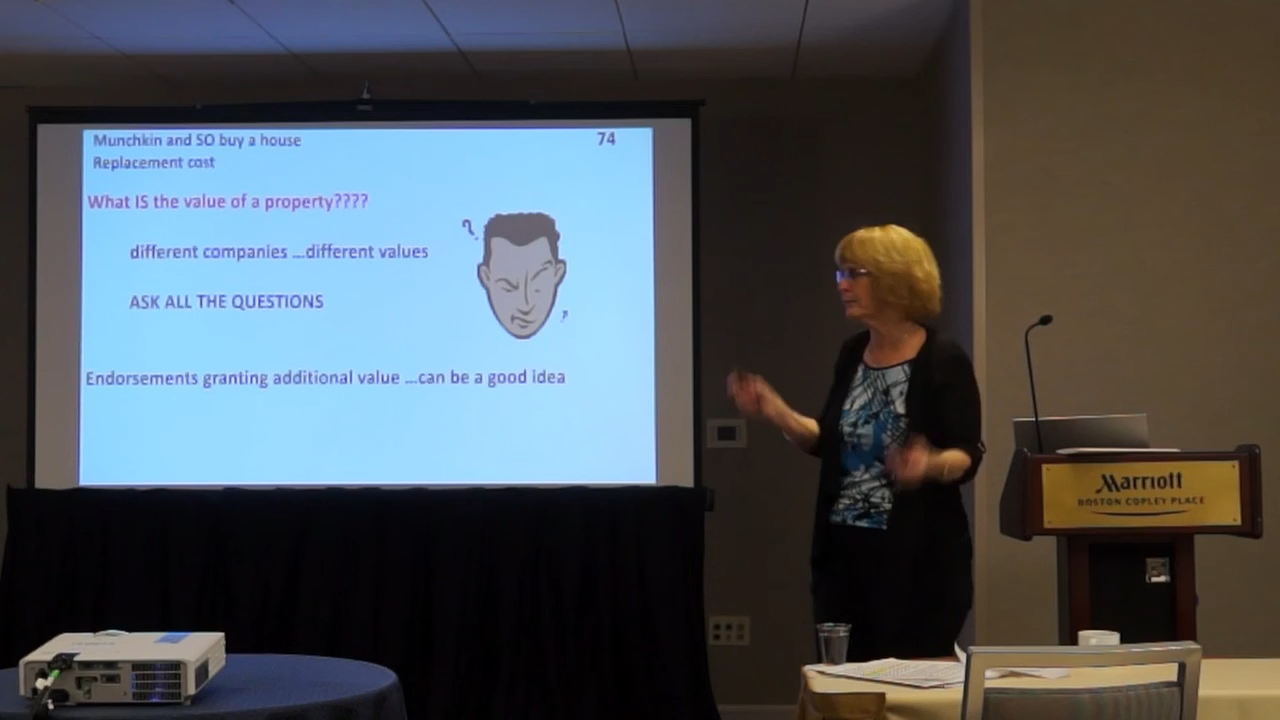 Munchkin and SO buy a house
74
Replacement cost
What IS the value of a property????
different companies ...different values
ASK ALL THE QUESTIONS
?
?
Endorsements granting additional value ...can be a good idea
Marriott
BOSTON COPLEY PLACE